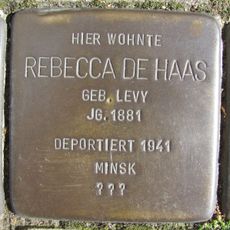 HIER WOHNTE
REBECCA DE HAAS
GEB. LEVY
JG. 1881
DEPORTIERT 1941
MINSK
???